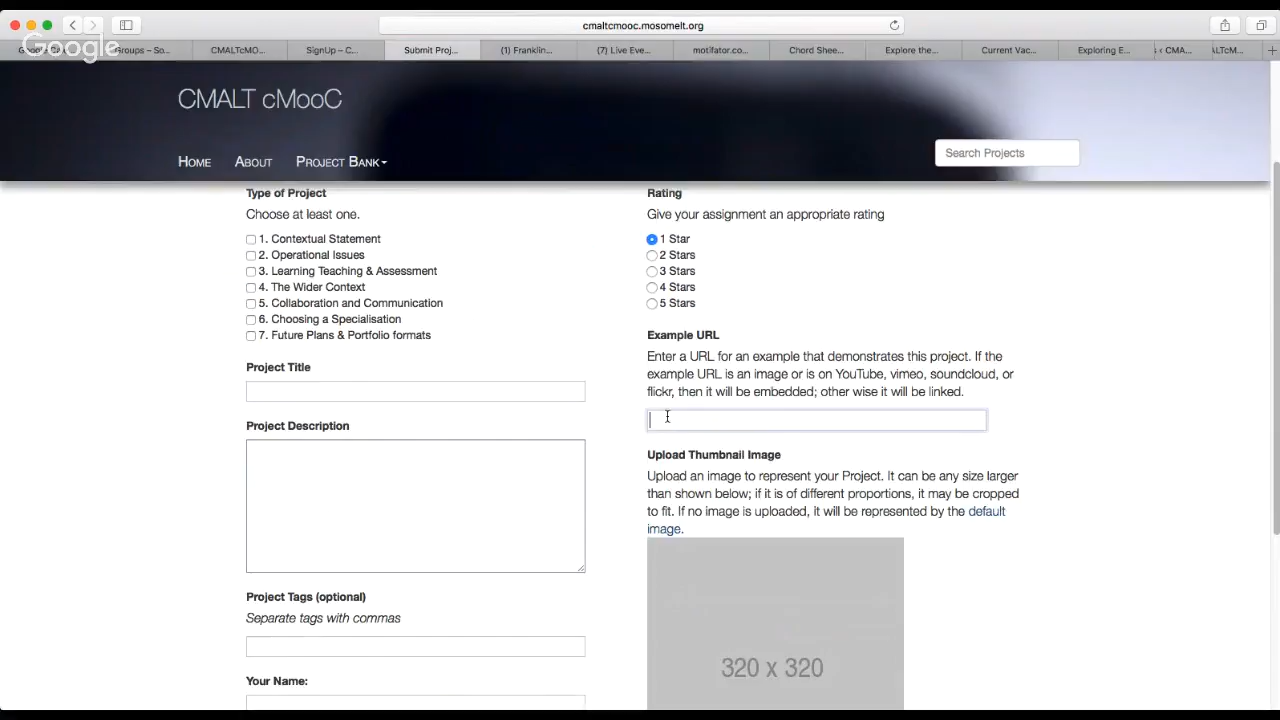 cmaltcmooc.mosomelt.org
Google
Groups – So...
CMALTcMO...
SignUp – C...
Submit Proj...
(1) Franklin...
(7) Live Eve...
motifator.co...
Chord Shee...
Explore the...
Current Vac...
Exploring E...
‹ CMA...
ALTcM...
CMALT cMooC
Home
About
Project Bank
Search Projects
Type of Project
Choose at least one.
1. Contextual Statement
2. Operational Issues
3. Learning Teaching & Assessment
4. The Wider Context
5. Collaboration and Communication
6. Choosing a Specialisation
7. Future Plans & Portfolio formats
Project Title
Project Description
Project Tags (optional)
Separate tags with commas
Your Name:
Rating
Give your assignment an appropriate rating
1 Star
2 Stars
3 Stars
4 Stars
5 Stars
Example URL
Enter a URL for an example that demonstrates this project. If the
example URL is an image or is on YouTube, vimeo, soundcloud, or
flickr, then it will be embedded; other wise it will be linked.
Upload Thumbnail Image
Upload an image to represent your Project. It can be any size larger
than shown below; if it is of different proportions, it may be cropped
to fit. If no image is uploaded, it will be represented by the default
image.
320 x 320